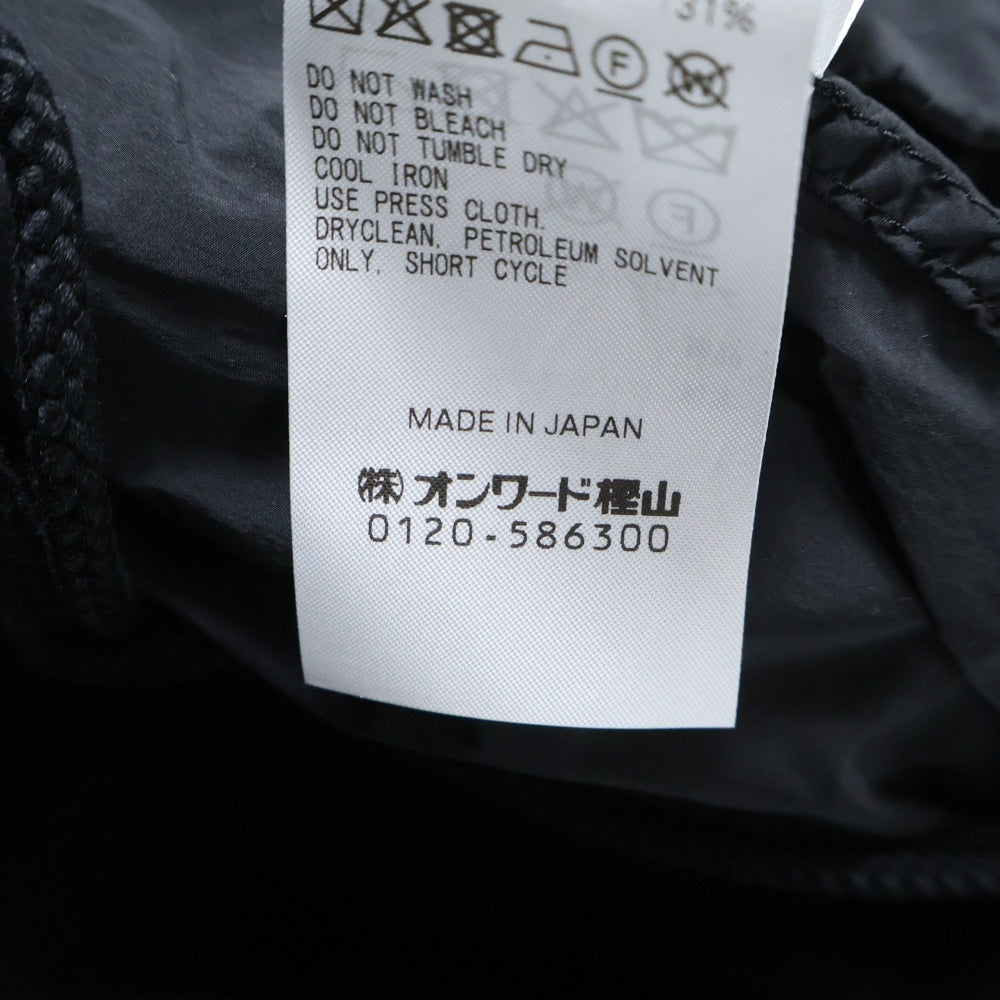 31%
F W
DO NOT WASH
DO NOT BLEACH
DO NOT TUMBLE DRY
COOL IRON
USE PRESS CLOTH.
DRYCLEAN. PETROLEUM SOLVENT
ONLY. SHORT CYCLE
MADE IN JAPAN
㈱オンワード樫山
0120-586300